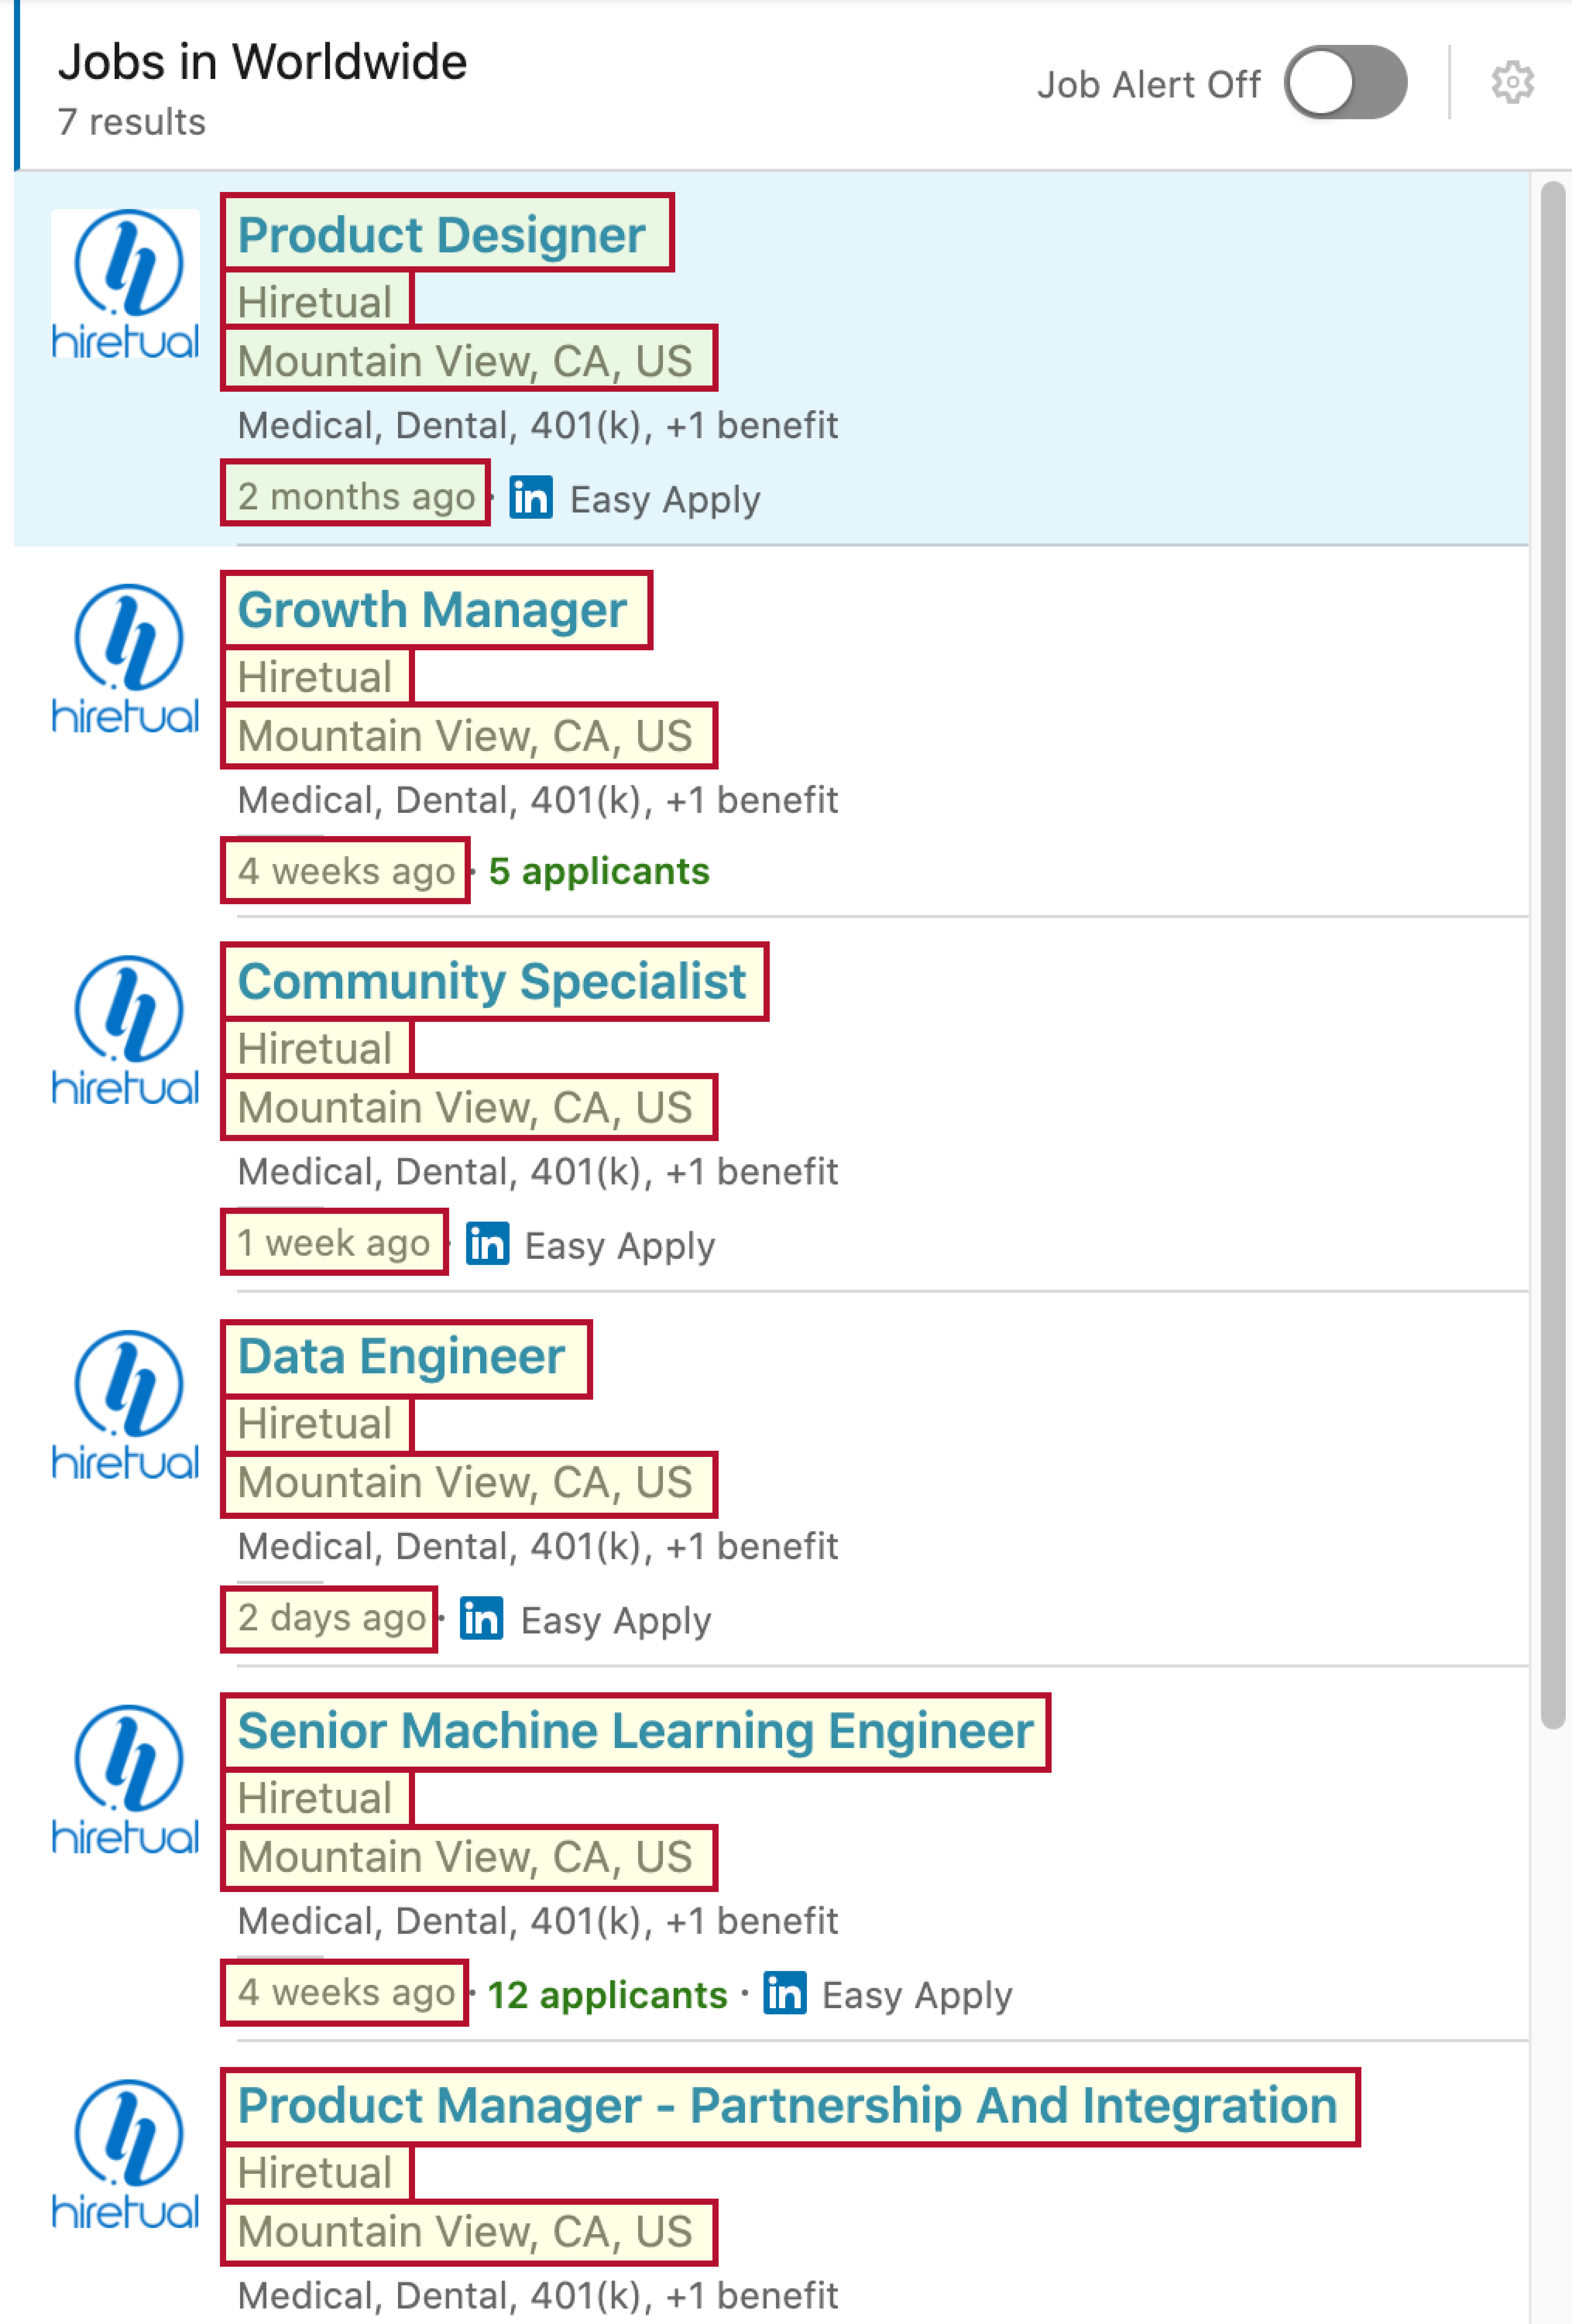 Jobs in Worldwide
Job Alert Off
7 results
hiretual
Product Designer
Hiretual
Mountain View, CA, US
Medical, Dental, 401(k), +1 benefit
2 months ago · in Easy Apply
hiretual
Growth Manager
Hiretual
Mountain View, CA, US
Medical, Dental, 401(k), +1 benefit
4 weeks ago · 5 applicants
hiretual
Community Specialist
Hiretual
Mountain View, CA, US
Medical, Dental, 401(k), +1 benefit
1 week ago · in Easy Apply
hiretual
Data Engineer
Hiretual
Mountain View, CA, US
Medical, Dental, 401(k), +1 benefit
2 days ago · in Easy Apply
hiretual
Senior Machine Learning Engineer
Hiretual
Mountain View, CA, US
Medical, Dental, 401(k), +1 benefit
4 weeks ago · 12 applicants · in Easy Apply
hiretual
Product Manager - Partnership And Integration
Hiretual
Mountain View, CA, US
Medical, Dental, 401(k), +1 benefit